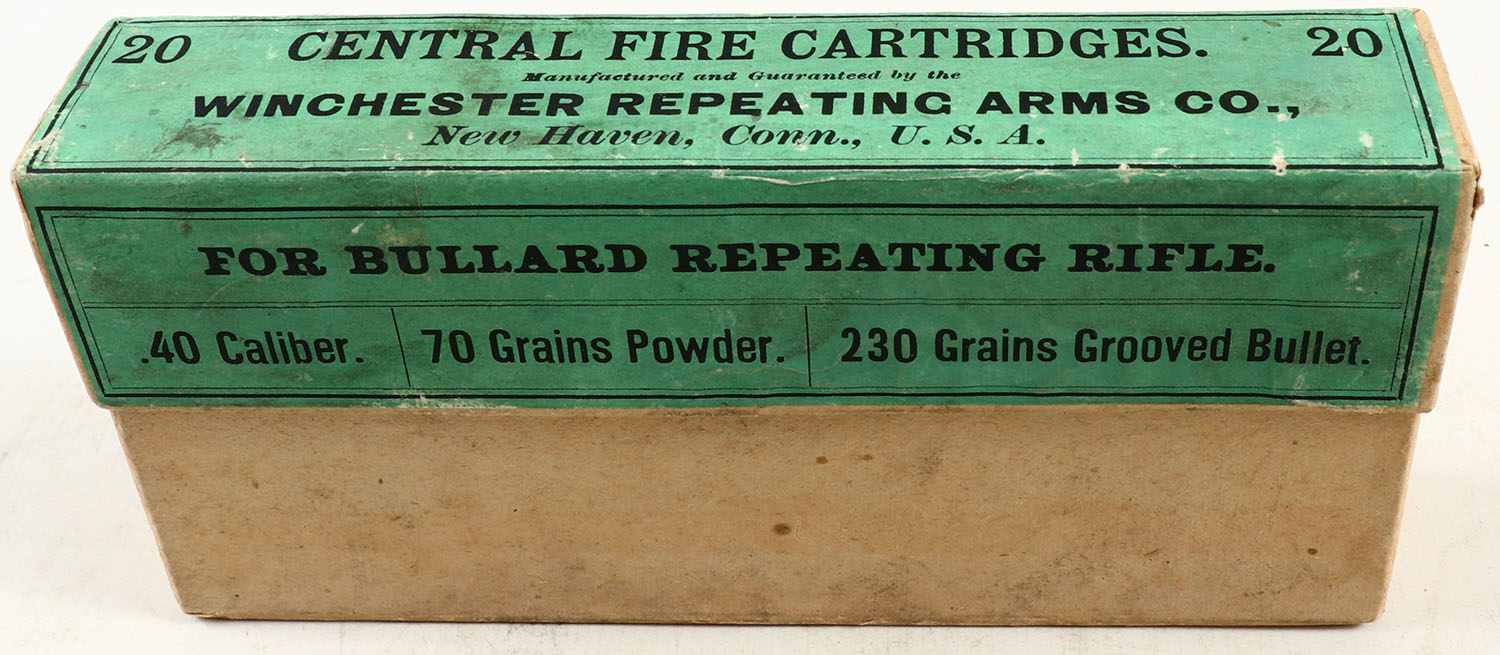 20 CENTRAL FIRE CARTRIDGES. 20
Manufactured and Guaranteed by the
WINCHESTER REPEATING ARMS CO.,
New Haven, Conn., U. S. A.
FOR BULLARD REPEATING RIFLE.
.40 Caliber. 70 Grains Powder. 230 Grains Grooved Bullet.